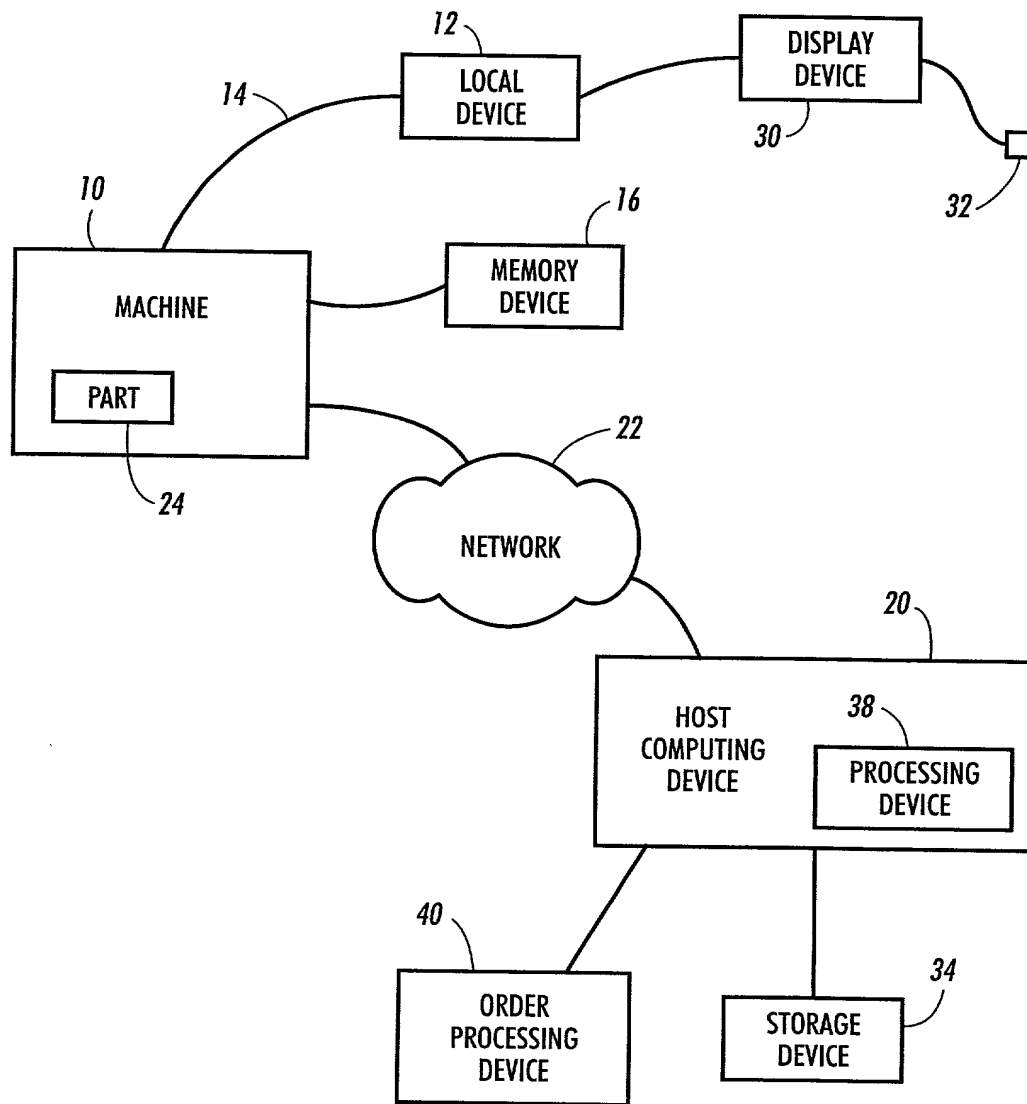 12
LOCAL
DEVICE
DISPLAY
DEVICE
14
30
32
10
16
MACHINE
MEMORY
DEVICE
PART
24
22
NETWORK
20
HOST
COMPUTING
DEVICE
38
PROCESSING
DEVICE
40
ORDER
PROCESSING
DEVICE
34
STORAGE
DEVICE